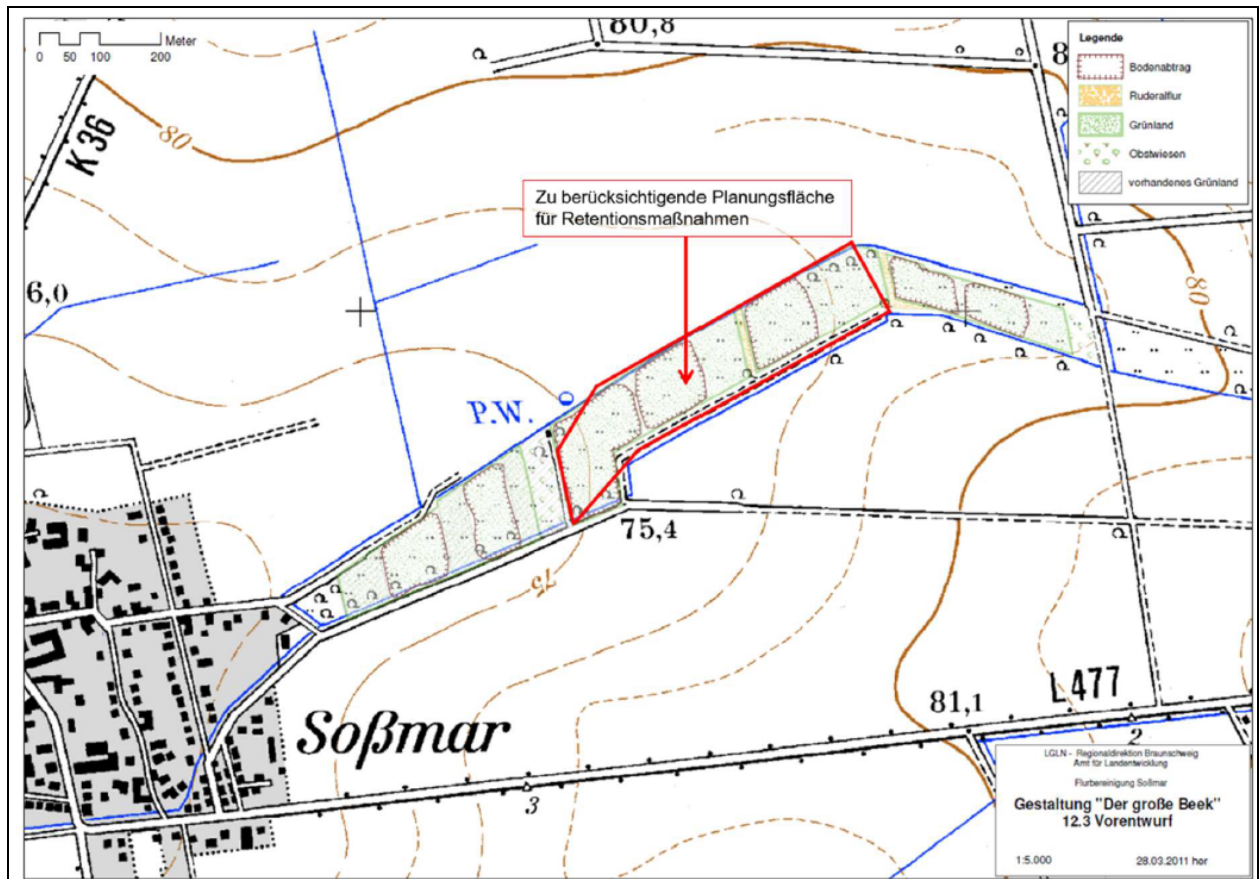 80,8
Meter
0 50 100 200
Legende
Bodenabtrag
Ruderalflur
Grünland
Obstwiesen
vorhandenes Grünland
K 36
80
Zu berücksichtigende Planungsfläche
für Retentionsmaßnahmen
6,0
80
P.W.
75,4
75
Soßmar
81,1
L 477
2
3
LGLN - Regionaldirektion Braunschweig
Amt für Landentwicklung
Flurbereinigung Soßmar
Gestaltung "Der große Beek"
12.3 Vorentwurf
1:5.000 28.03.2011 her